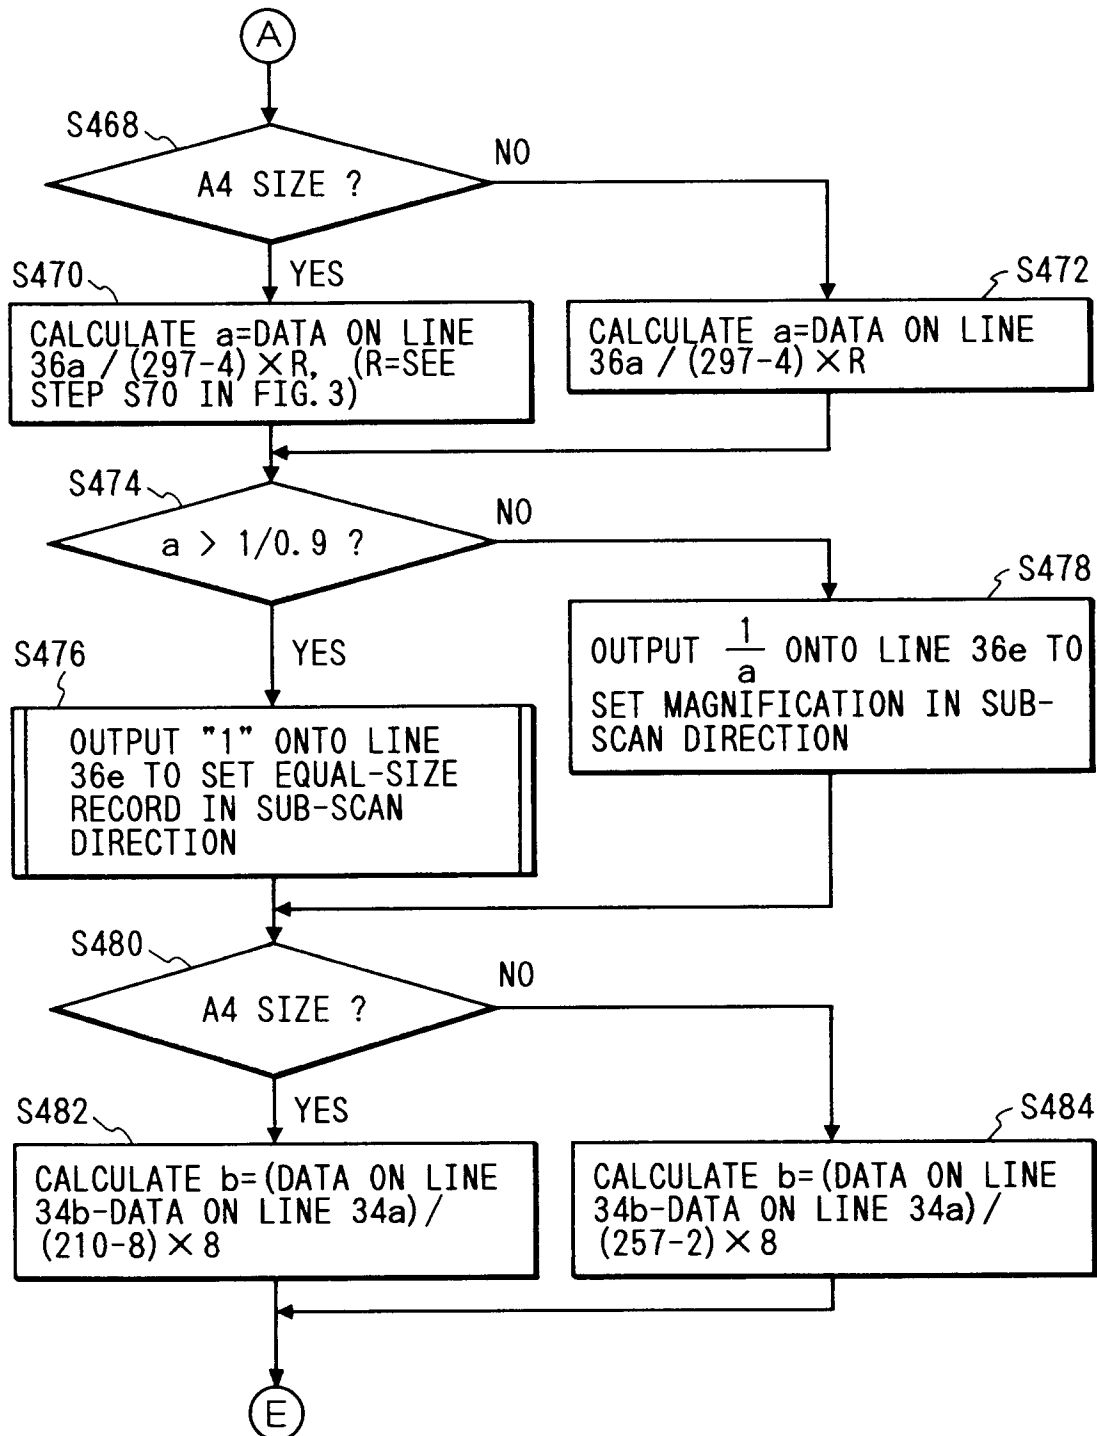 A
S468
A4 SIZE ?
NO
YES
S470
CALCULATE a=DATA ON LINE
36a / (297-4) × R, (R=SEE
STEP S70 IN FIG. 3)
S472
CALCULATE a=DATA ON LINE
36a / (297-4) × R
S474
a > 1/0.9 ?
NO
YES
S476
OUTPUT "1" ONTO LINE
36e TO SET EQUAL-SIZE
RECORD IN SUB-SCAN
DIRECTION
S478
OUTPUT 1/a ONTO LINE 36e TO
SET MAGNIFICATION IN SUB-
SCAN DIRECTION
S480
A4 SIZE ?
NO
YES
S482
CALCULATE b=(DATA ON LINE
34b-DATA ON LINE 34a) /
(210-8) × 8
S484
CALCULATE b=(DATA ON LINE
34b-DATA ON LINE 34a) /
(257-2) × 8
E